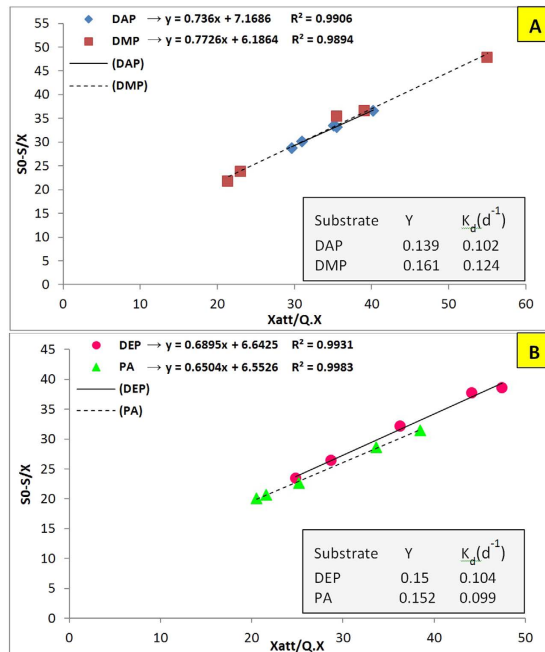 A
DAP → y = 0.736x + 7.1686 R² = 0.9906
DMP → y = 0.7726x + 6.1864 R² = 0.9894
(DAP)
(DMP)
55
50
45
40
35
30
25
20
15
10
5
0
S0-S/X
Substrate Y K_d(d⁻¹)
DAP 0.139 0.102
DMP 0.161 0.124
0 10 20 30 40 50 60
Xatt/Q.X
B
DEP → y = 0.6895x + 6.6425 R² = 0.9931
PA → y = 0.6504x + 6.5526 R² = 0.9983
(DEP)
(PA)
45
40
35
30
25
20
15
10
5
0
S0-S/X
Substrate Y K_d(d⁻¹)
DEP 0.15 0.104
PA 0.152 0.099
0 10 20 30 40 50
Xatt/Q.X